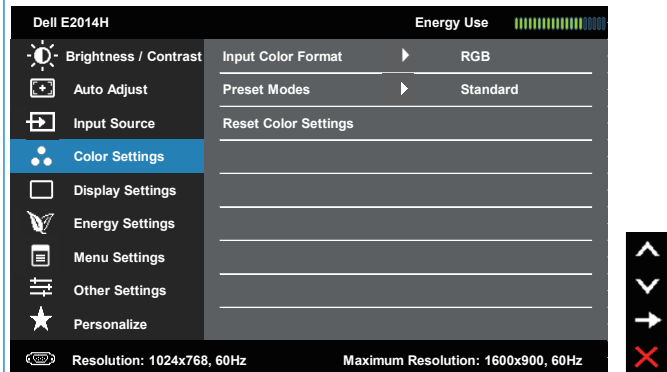 Dell E2014H Energy Use
Brightness / Contrast Input Color Format RGB
Auto Adjust Preset Modes Standard
Input Source Reset Color Settings
Color Settings
Display Settings
Energy Settings
Menu Settings
Other Settings
Personalize
Resolution: 1024x768, 60Hz Maximum Resolution: 1600x900, 60Hz